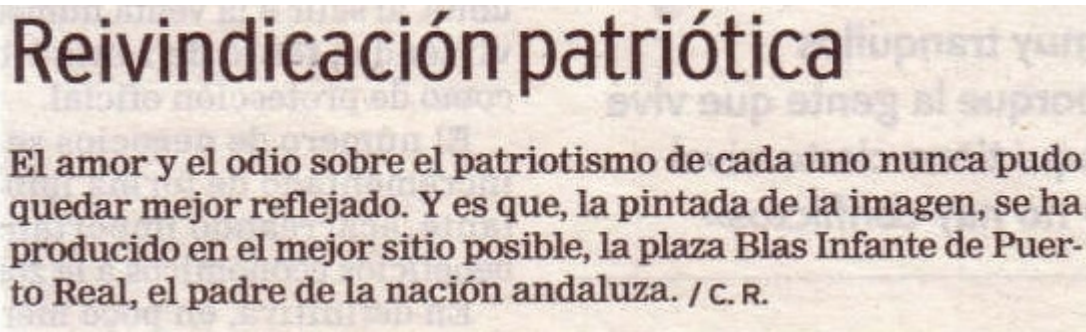 Reivindicación patriótica
El amor y el odio sobre el patriotismo de cada uno nunca pudo
quedar mejor reflejado. Y es que, la pintada de la imagen, se ha
producido en el mejor sitio posible, la plaza Blas Infante de Puer-
to Real, el padre de la nación andaluza. / C. R.